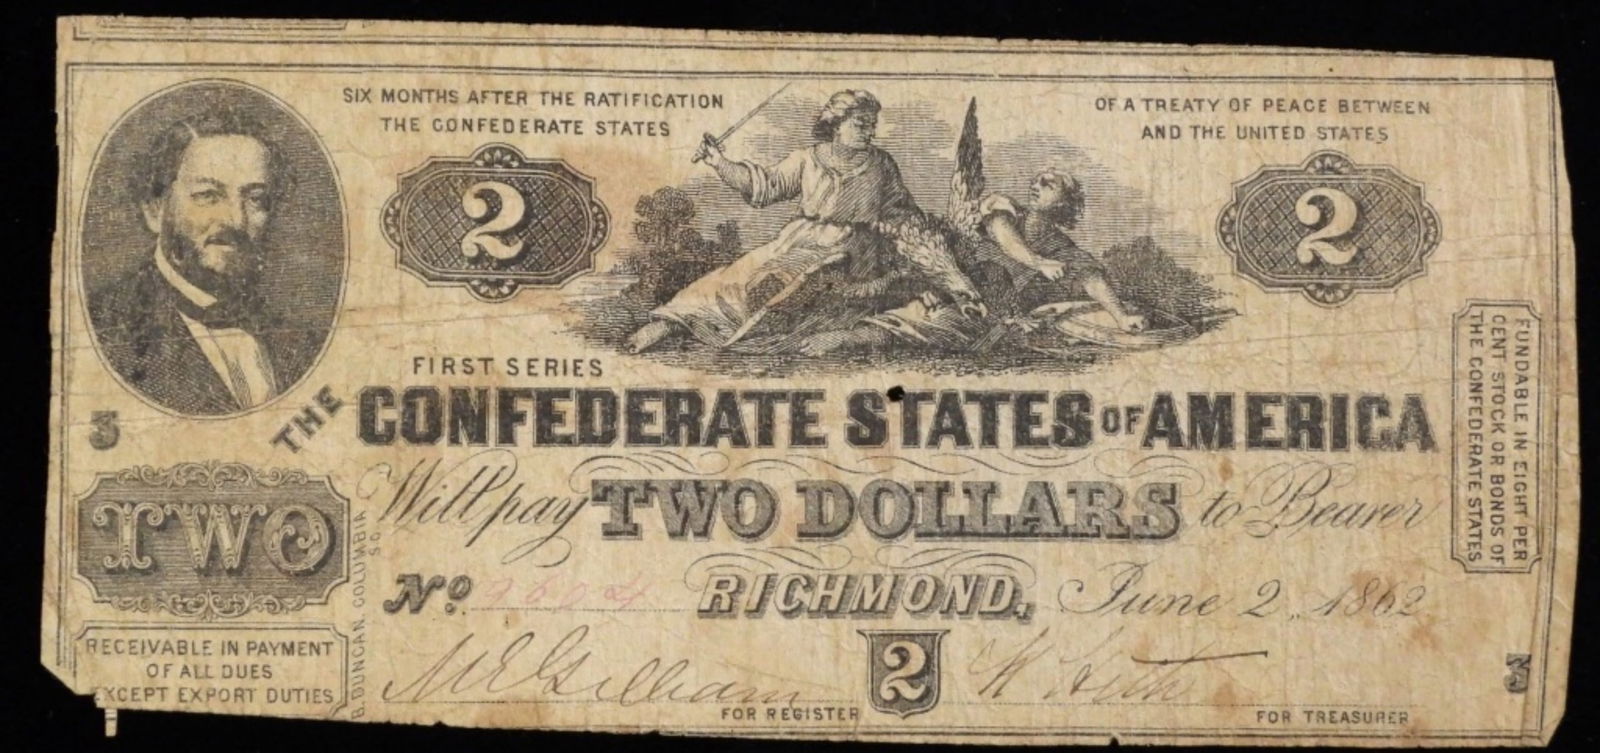 SIX MONTHS AFTER THE RATIFICATION OF A TREATY OF PEACE BETWEEN
THE CONFEDERATE STATES AND THE UNITED STATES
2 2
FIRST SERIES
THE CONFEDERATE STATES OF AMERICA
3
Will pay TWO DOLLARS to Bearer
TWO
No. RICHMOND, June 2, 1862
RECEIVABLE IN PAYMENT
OF ALL DUES
EXCEPT EXPORT DUTIES
B. DUNCAN, COLUMBIA
SC
FUNDABLE IN EIGHT PER
CENT STOCK OR BONDS OF
THE CONFEDERATE STATES
2
3
FOR REGISTER
FOR TREASURER